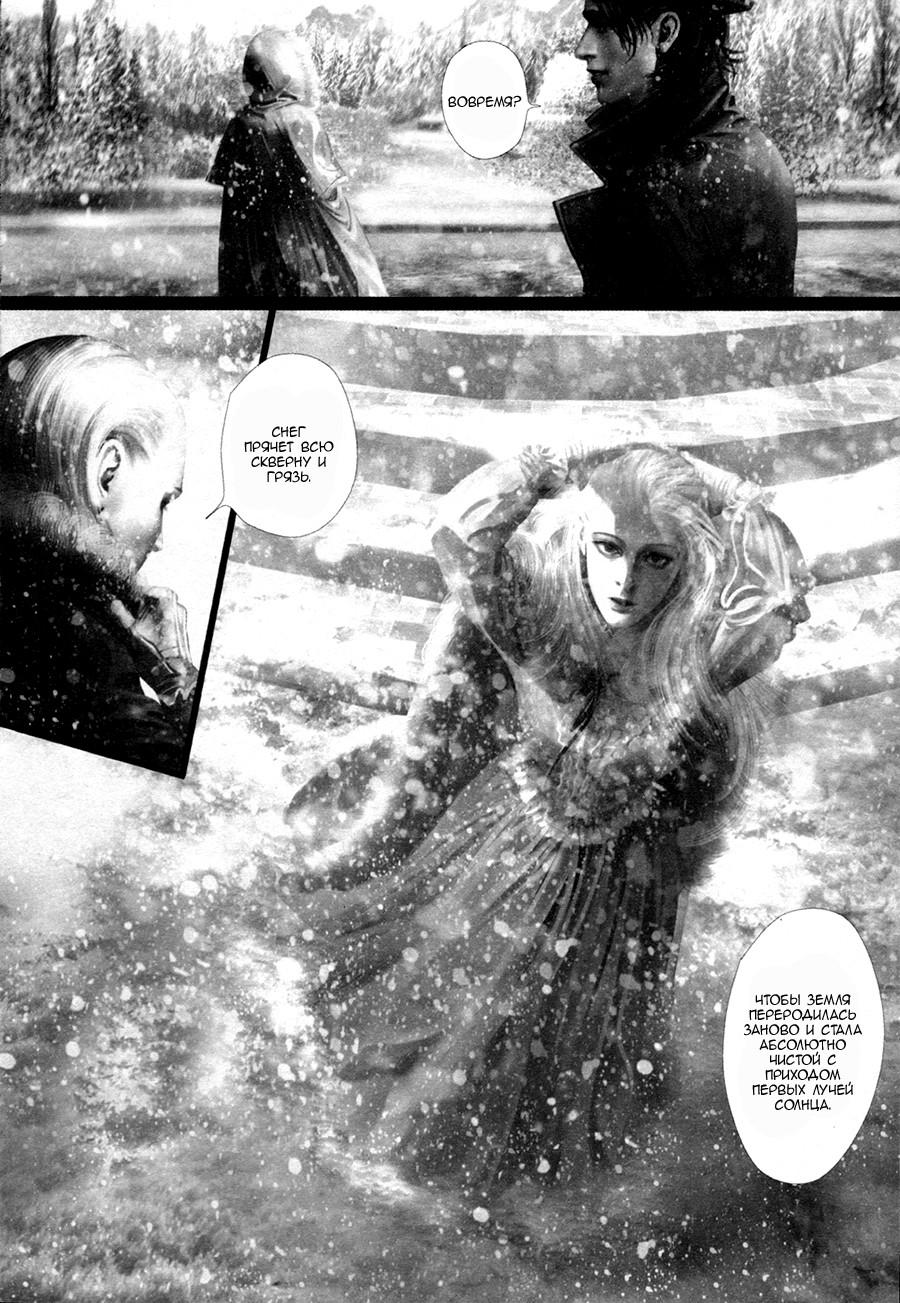 ВОВРЕМЯ?
СНЕГ
ПРЯЧЕТ ВСЮ
СКВЕРНУ И
ГРЯЗЬ.
ЧТОБЫ ЗЕМЛЯ
ПЕРЕРОДИЛАСЬ
ЗАНОВО И СТАЛА
АБСОЛЮТНО
ЧИСТОЙ С
ПРИХОДОМ
ПЕРВЫХ ЛУЧЕЙ
СОЛНЦА.